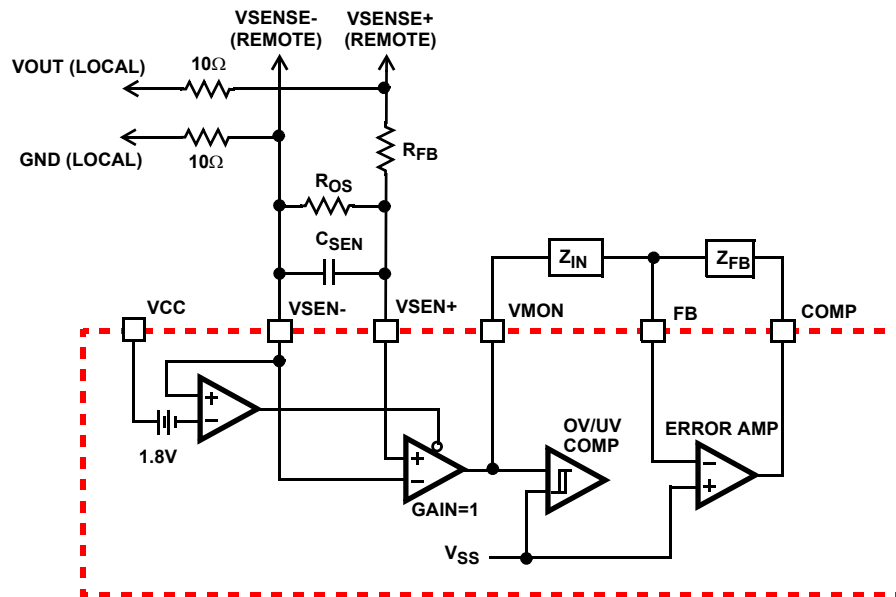 VSENSE-
(REMOTE)
VSENSE+
(REMOTE)
VOUT (LOCAL)
10Ω
GND (LOCAL)
10Ω
RFB
ROS
CSEN
ZIN
ZFB
VCC
VSEN-
VSEN+
VMON
FB
COMP
+
−
1.8V
+
−
GAIN=1
OV/UV
COMP
ERROR AMP
−
+
VSS